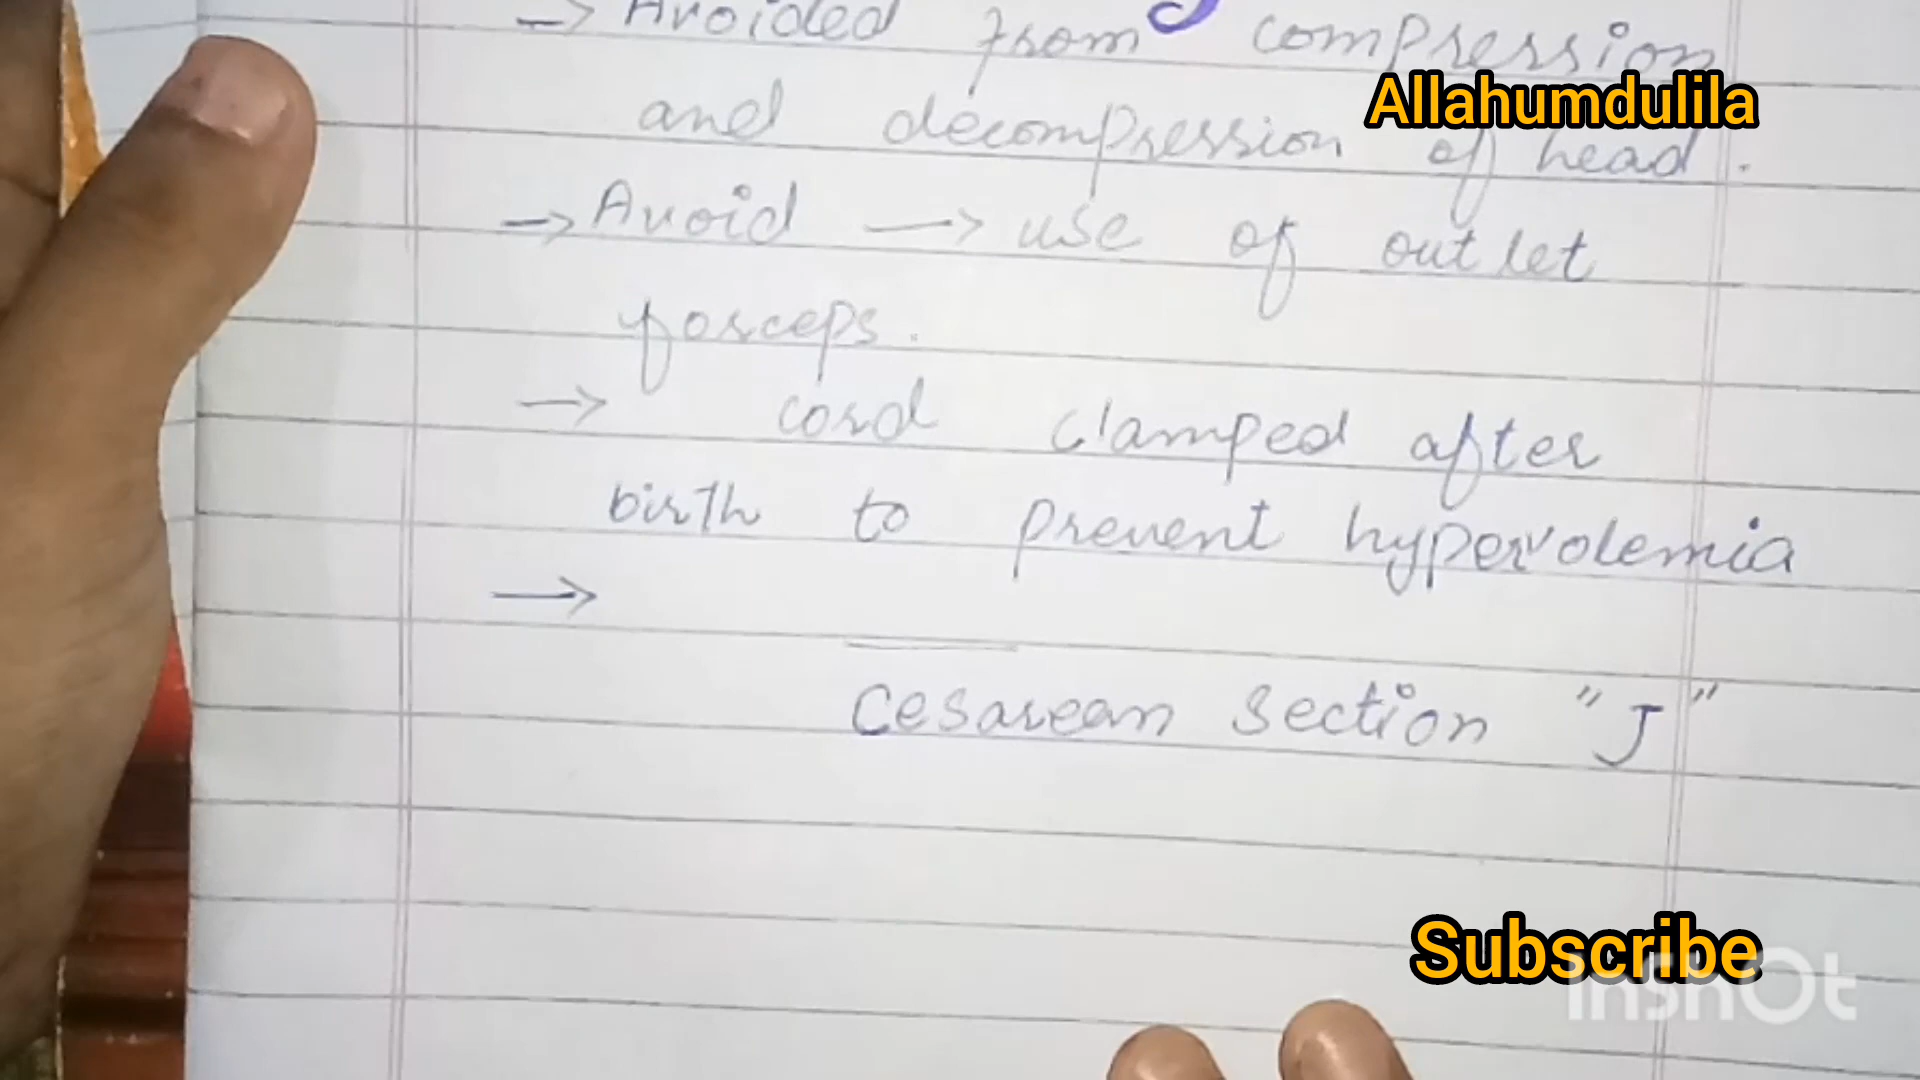 → Avoided from compression
and decompression of head.
→ Avoid → use of outlet
forceps.
→ cord clamped after
birth to prevent hypervolemia
→
Cesarean section "J"
Allahumdulila
Subscribe
InShOt